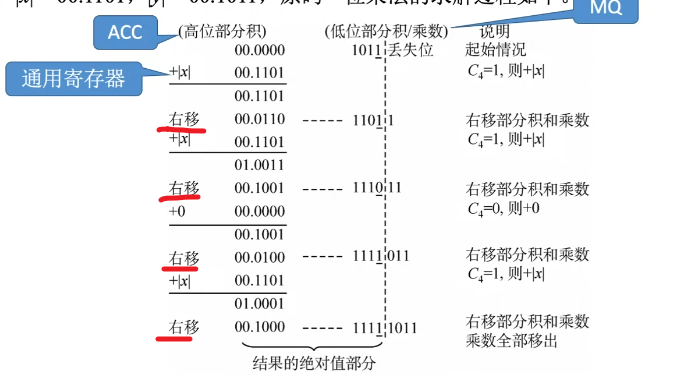 |x| = 00.1101, |y| = 00.1011, 原码一位乘法的求解过程如下。
ACC
MQ
通用寄存器
(高位部分积) (低位部分积/乘数) 说明
00.0000 1011 丢失位 起始情况
+|x| 00.1101 C4=1, 则+|x|
00.1101
右移 00.0110 ----- 1101 1 右移部分积和乘数
+|x| 00.1101 C4=1, 则+|x|
01.0011
右移 00.1001 ----- 1110 11 右移部分积和乘数
+0 00.0000 C4=0, 则+0
00.1001
右移 00.0100 ----- 1111 011 右移部分积和乘数
+|x| 00.1101 C4=1, 则+|x|
01.0001
右移 00.1000 ----- 1111 1011 右移部分积和乘数
乘数全部移出
结果的绝对值部分